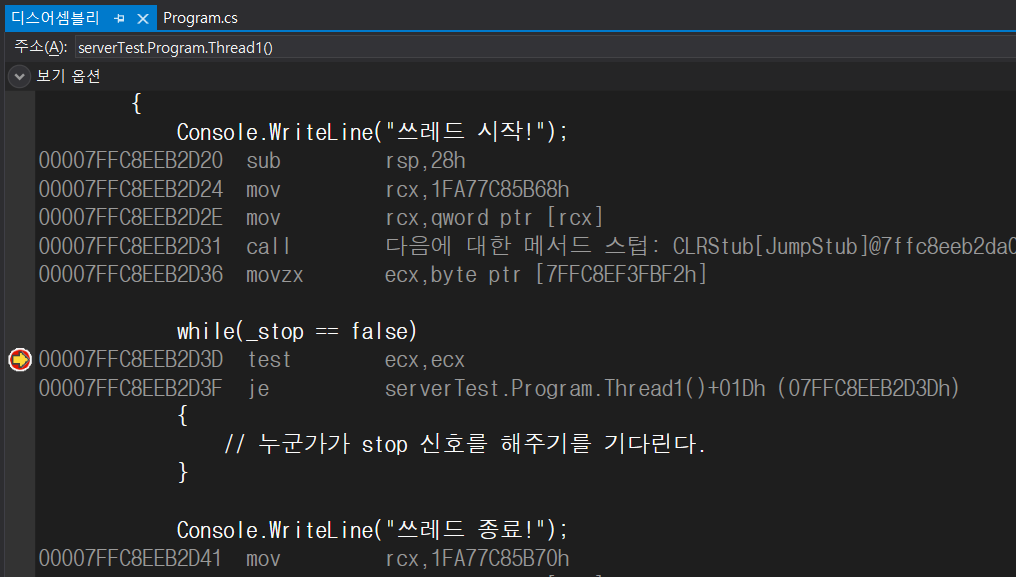 디스어셈블리 Program.cs
주소(A): serverTest.Program.Thread1()
보기 옵션
{
Console.WriteLine("쓰레드 시작!");
00007FFC8EEB2D20 sub rsp,28h
00007FFC8EEB2D24 mov rcx,1FA77C85B68h
00007FFC8EEB2D2E mov rcx,qword ptr [rcx]
00007FFC8EEB2D31 call 다음에 대한 메서드 스텁: CLRStub[JumpStub]@7ffc8eeb2da0
00007FFC8EEB2D36 movzx ecx,byte ptr [7FFC8EF3FBF2h]
while(_stop == false)
00007FFC8EEB2D3D test ecx,ecx
00007FFC8EEB2D3F je serverTest.Program.Thread1()+01Dh (07FFC8EEB2D3Dh)
{
// 누군가가 stop 신호를 해주기를 기다린다.
}
Console.WriteLine("쓰레드 종료!");
00007FFC8EEB2D41 mov rcx,1FA77C85B70h